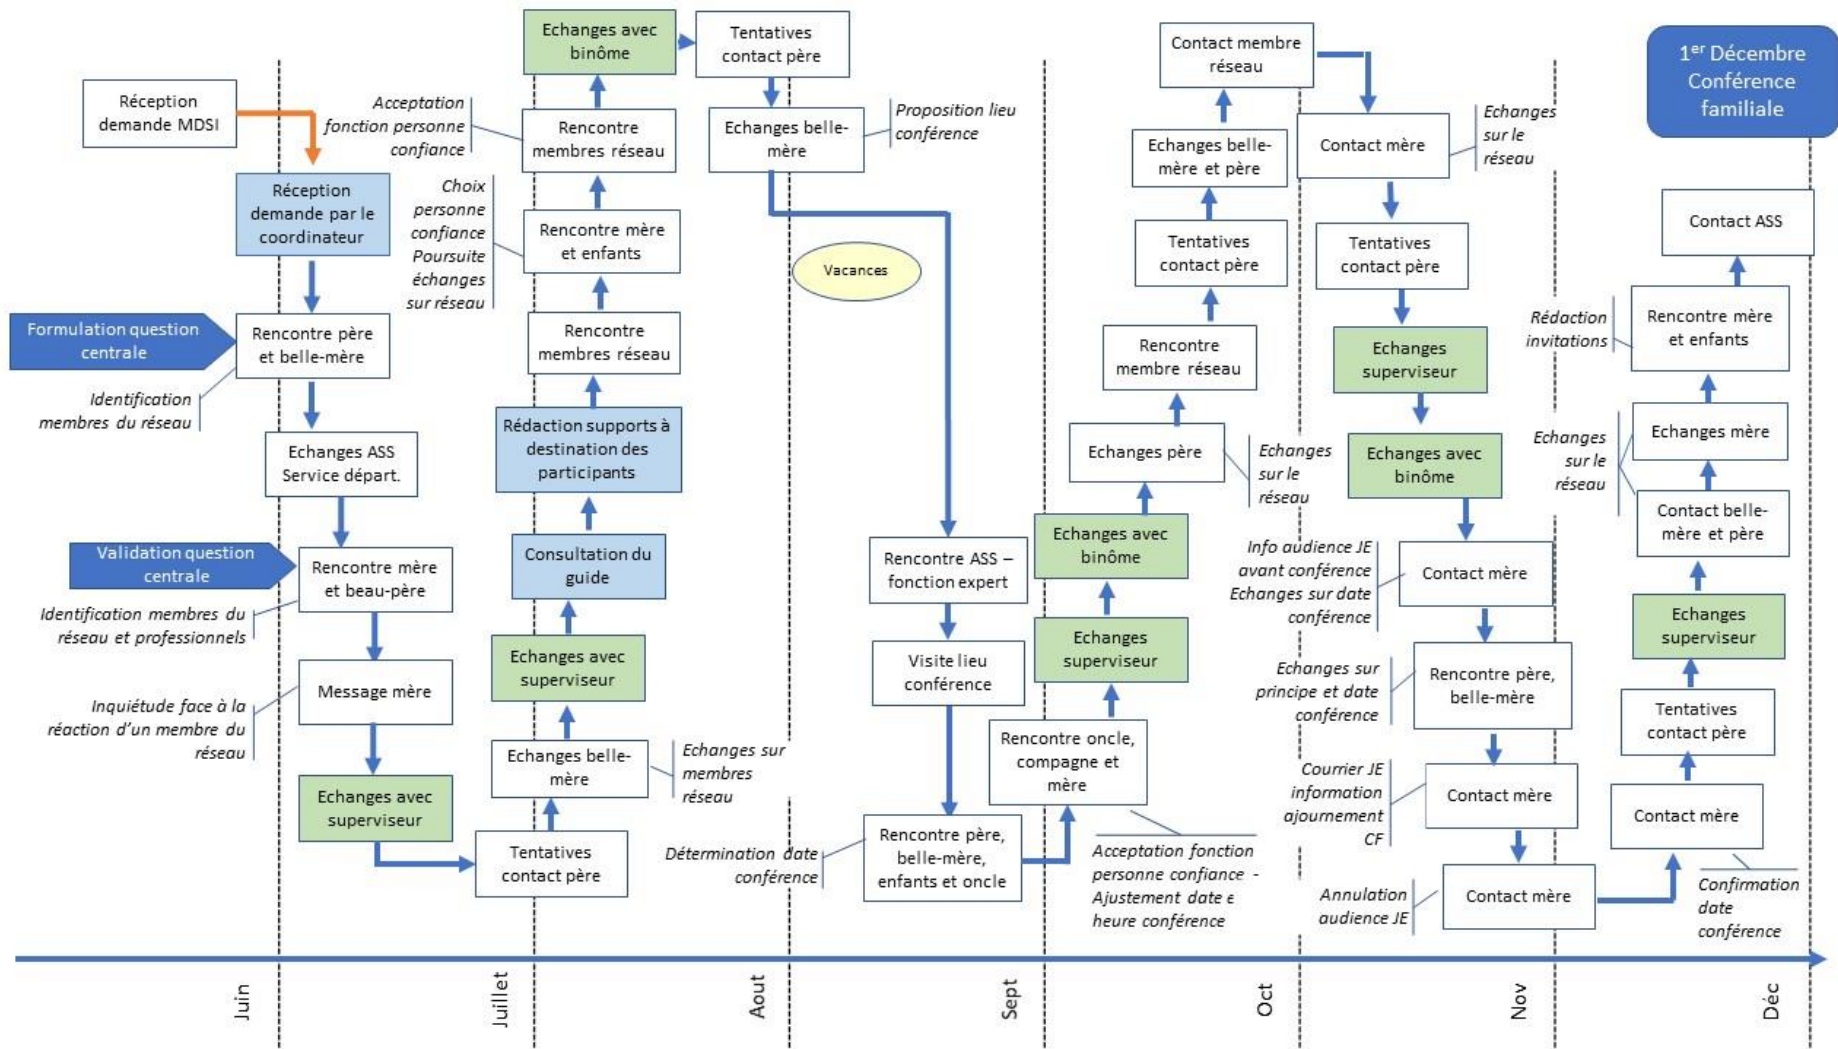 Réception
demande MDSI
Réception
demande par le
coordinateur
Formulation question
centrale
Rencontre père
et belle-mère
Identification
membres du réseau
Echanges ASS
Service départ.
Validation question
centrale
Rencontre mère
et beau-père
Identification membres du
réseau et professionnels
Message mère
Inquiétude face à la
réaction d'un membre du
réseau
Echanges avec
superviseur
Tentatives
contact père
Echanges belle-
mère
Echanges sur
membres
réseau
Echanges avec
superviseur
Consultation du
guide
Rédaction supports à
destination des
participants
Rencontre
membres réseau
Rencontre mère
et enfants
Choix
personne
confiance
Poursuite
échanges
sur réseau
Rencontre
membres réseau
Acceptation
fonction personne
confiance
Echanges avec
binôme
Tentatives
contact père
Echanges belle-
mère
Proposition lieu
conférence
Vacances
Rencontre ASS –
fonction expert
Visite lieu
conférence
Rencontre père,
belle-mère,
enfants et oncle
Détermination date
conférence
Rencontre oncle,
compagne et
mère
Acceptation fonction
personne confiance -
Ajustement date e
heure conférence
Echanges
superviseur
Echanges avec
binôme
Echanges père
Echanges
sur le
réseau
Rencontre
membre réseau
Tentatives
contact père
Echanges belle-
mère et père
Contact membre
réseau
Contact mère
Echanges
sur le
réseau
Tentatives
contact père
Echanges
superviseur
Echanges avec
binôme
Contact mère
Info audience JE
avant conférence
Echanges sur date
conférence
Rencontre père,
belle-mère
Echanges sur
principe et date
conférence
Contact mère
Courrier JE
information
ajournement
CF
Contact mère
Annulation
audience JE
Contact mère
Confirmation
date
conférence
Tentatives
contact père
Echanges
superviseur
Contact belle-
mère et père
Echanges mère
Echanges
sur le
réseau
Rencontre mère
et enfants
Rédaction
invitations
Contact ASS
1er Décembre
Conférence
familiale
Juin
Juillet
Aout
Sept
Oct
Nov
Déc